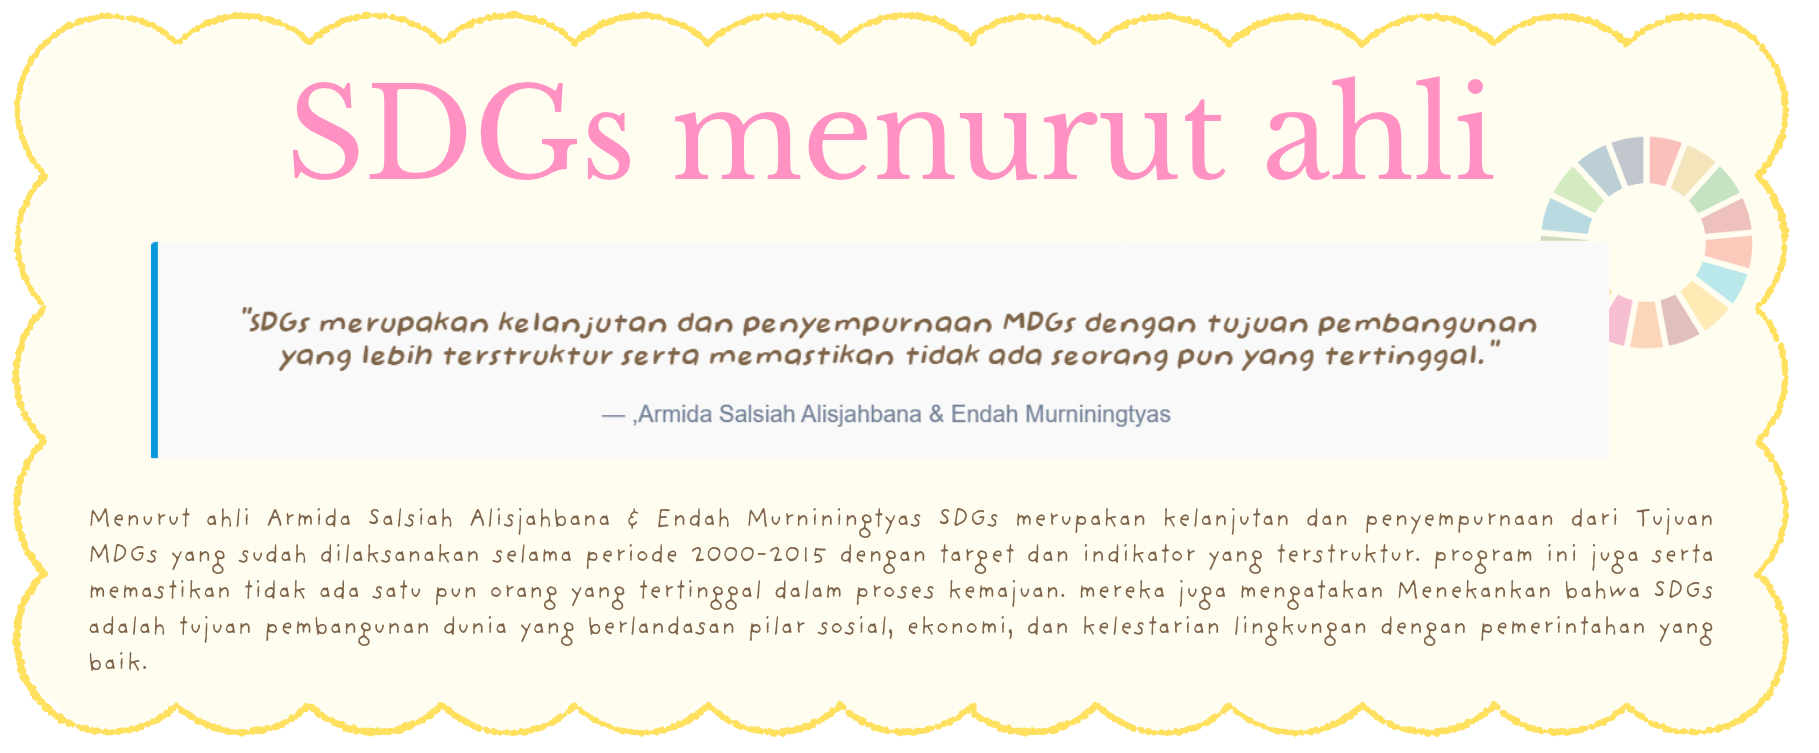 SDGs menurut ahli
"SDGs merupakan kelanjutan dan penyempurnaan MDGs dengan tujuan pembangunan
yang lebih terstruktur serta memastikan tidak ada seorang pun yang tertinggal."
— ,Armida Salsiah Alisjahbana & Endah Murniningtyas
Menurut ahli Armida Salsiah Alisjahbana & Endah Murniningtyas SDGs merupakan kelanjutan dan penyempurnaan dari Tujuan
MDGs yang sudah dilaksanakan selama periode 2000-2015 dengan target dan indikator yang terstruktur. program ini juga serta
memastikan tidak ada satu pun orang yang tertinggal dalam proses kemajuan. mereka juga mengatakan Menekankan bahwa SDGs
adalah tujuan pembangunan dunia yang berlandasan pilar sosial, ekonomi, dan kelestarian lingkungan dengan pemerintahan yang
baik.